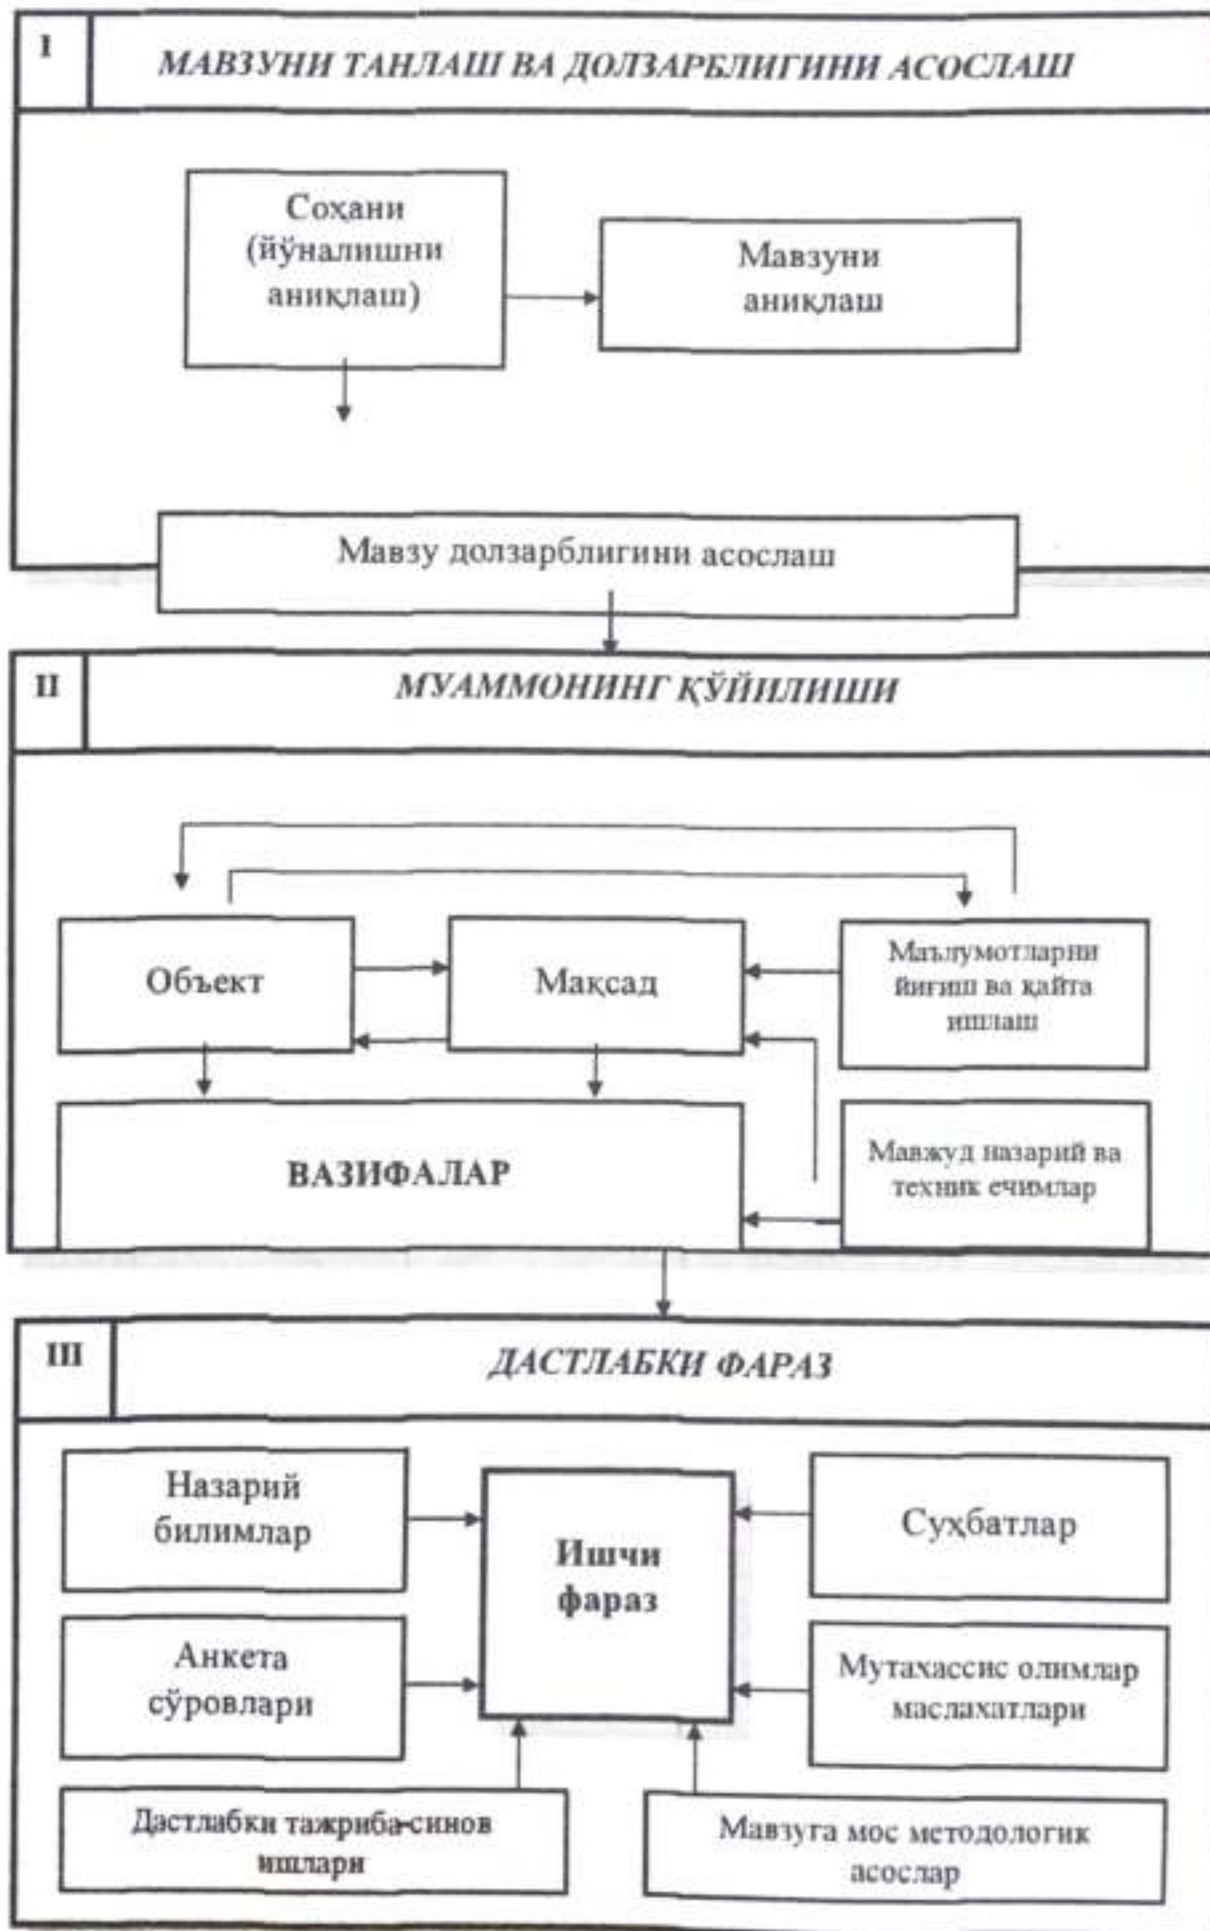 I
МАВЗУНИ ТАНЛАШ ВА ДОЛЗАРБЛИГИНИ АСОСЛАШ
Соҳани
(йўналишни
аниқлаш)
Мавзуни
аниқлаш
Мавзу долзарблигини асослаш
II
МУАММОНИНГ ҚЎЙИЛИШИ
Объект
Мақсад
Маълумотларни
йиғиш ва қайта
ишлаш
ВАЗИФАЛАР
Мавжуд назарий ва
техник ечимлар
III
ДАСТЛАБКИ ФАРАЗ
Назарий
билимлар
Ишчи
фараз
Суҳбатлар
Анкета
сўровлари
Мутахассис олимлар
маслахатлари
Дастлабки тажриба-синов
ишлари
Мавзуга мос методологик
асослар